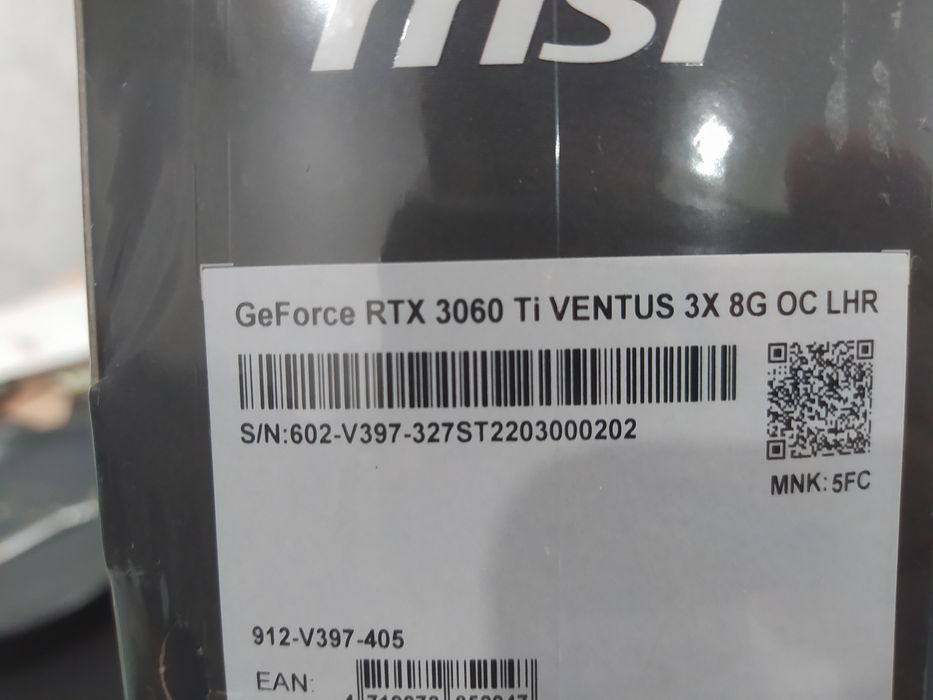 msi
GeForce RTX 3060 Ti VENTUS 3X 8G OC LHR
S/N:602-V397-327ST2203000202
MNK:5FC
912-V397-405
EAN: